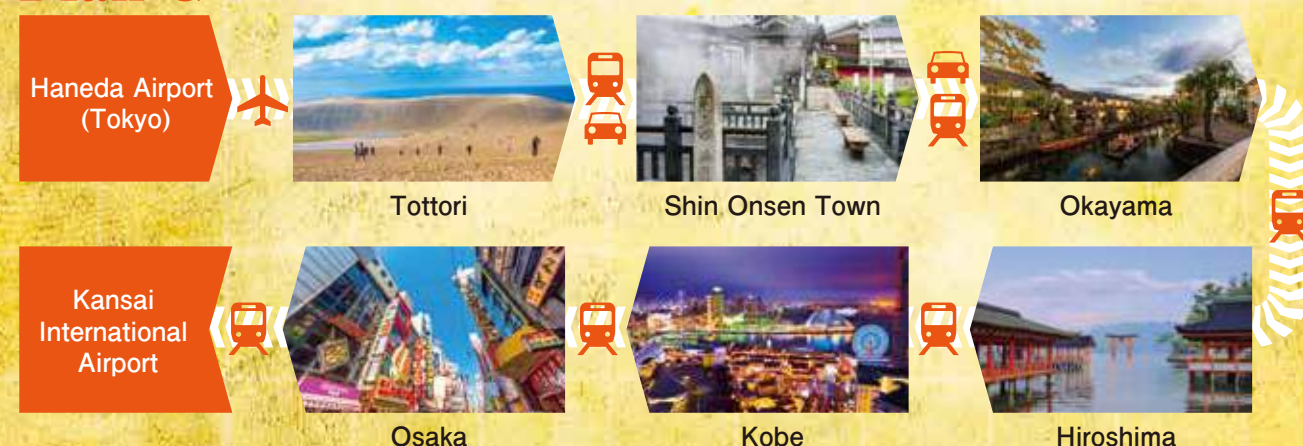 Haneda Airport
(Tokyo)
Tottori
Shin Onsen Town
Okayama
Kansai
International
Airport
Osaka
Kobe
Hiroshima